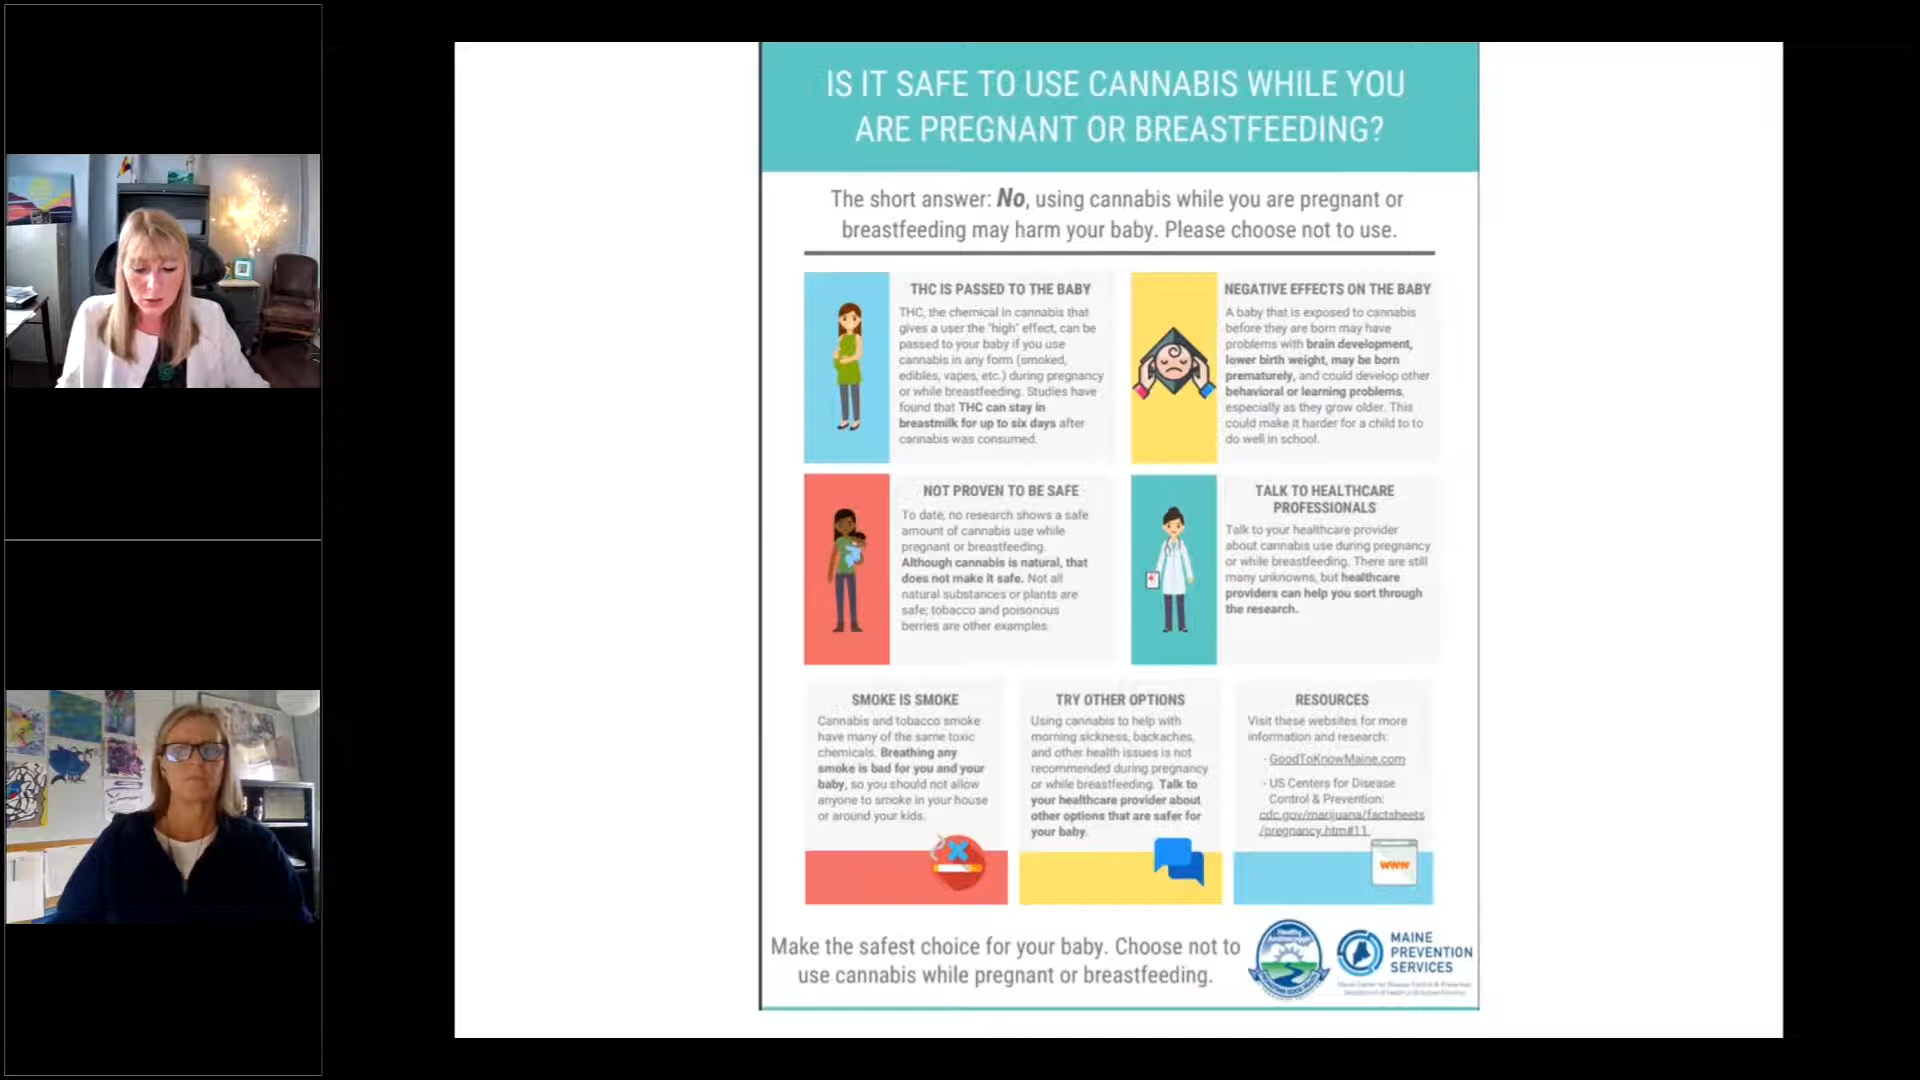 IS IT SAFE TO USE CANNABIS WHILE YOU
ARE PREGNANT OR BREASTFEEDING?
The short answer: No, using cannabis while you are pregnant or
breastfeeding may harm your baby. Please choose not to use.
THC IS PASSED TO THE BABY
THC, the chemical in cannabis that
gives a user the "high" effect, can be
passed to your baby if you use
cannabis in any form (smoked,
edibles, vapes, etc.) during pregnancy
or while breastfeeding. Studies have
found that THC can stay in
breastmilk for up to six days after
cannabis was consumed.
NEGATIVE EFFECTS ON THE BABY
A baby that is exposed to cannabis
before they are born may have
problems with brain development,
lower birth weight, may be born
prematurely, and could develop other
behavioral or learning problems,
especially as they grow older. This
could make it harder for a child to to
do well in school.
NOT PROVEN TO BE SAFE
To date, no research shows a safe
amount of cannabis use while
pregnant or breastfeeding.
Although cannabis is natural, that
does not make it safe. Not all
natural substances or plants are
safe; tobacco and poisonous
berries are other examples.
TALK TO HEALTHCARE
PROFESSIONALS
Talk to your healthcare provider
about cannabis use during pregnancy
or while breastfeeding. There are still
many unknowns, but healthcare
providers can help you sort through
the research.
SMOKE IS SMOKE
Cannabis and tobacco smoke
have many of the same toxic
chemicals. Breathing any
smoke is bad for you and your
baby, so you should not allow
anyone to smoke in your house
or around your kids.
TRY OTHER OPTIONS
Using cannabis to help with
morning sickness, backaches,
and other health issues is not
recommended during pregnancy
or while breastfeeding. Talk to
your healthcare provider about
other options that are safer for
your baby.
RESOURCES
Visit these websites for more
information and research:
· GoodToKnowMaine.com
· US Centers for Disease
Control & Prevention:
cdc.gov/marijuana/factsheets
/pregnancy.htm#11
www
Make the safest choice for your baby. Choose not to
use cannabis while pregnant or breastfeeding.
Healthy
MAINE
PREVENTION
SERVICES
Maine Center for Disease Control & Prevention